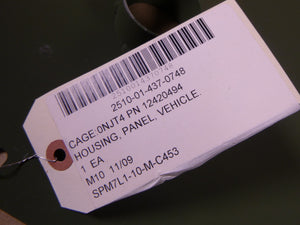 2510014370748
2510-01-437-0748
CAGE:0NJT4 PN 12420494
HOUSING, PANEL, VEHICLE.
1 EA
M10 11/09
SPM7L1-10-M-C453